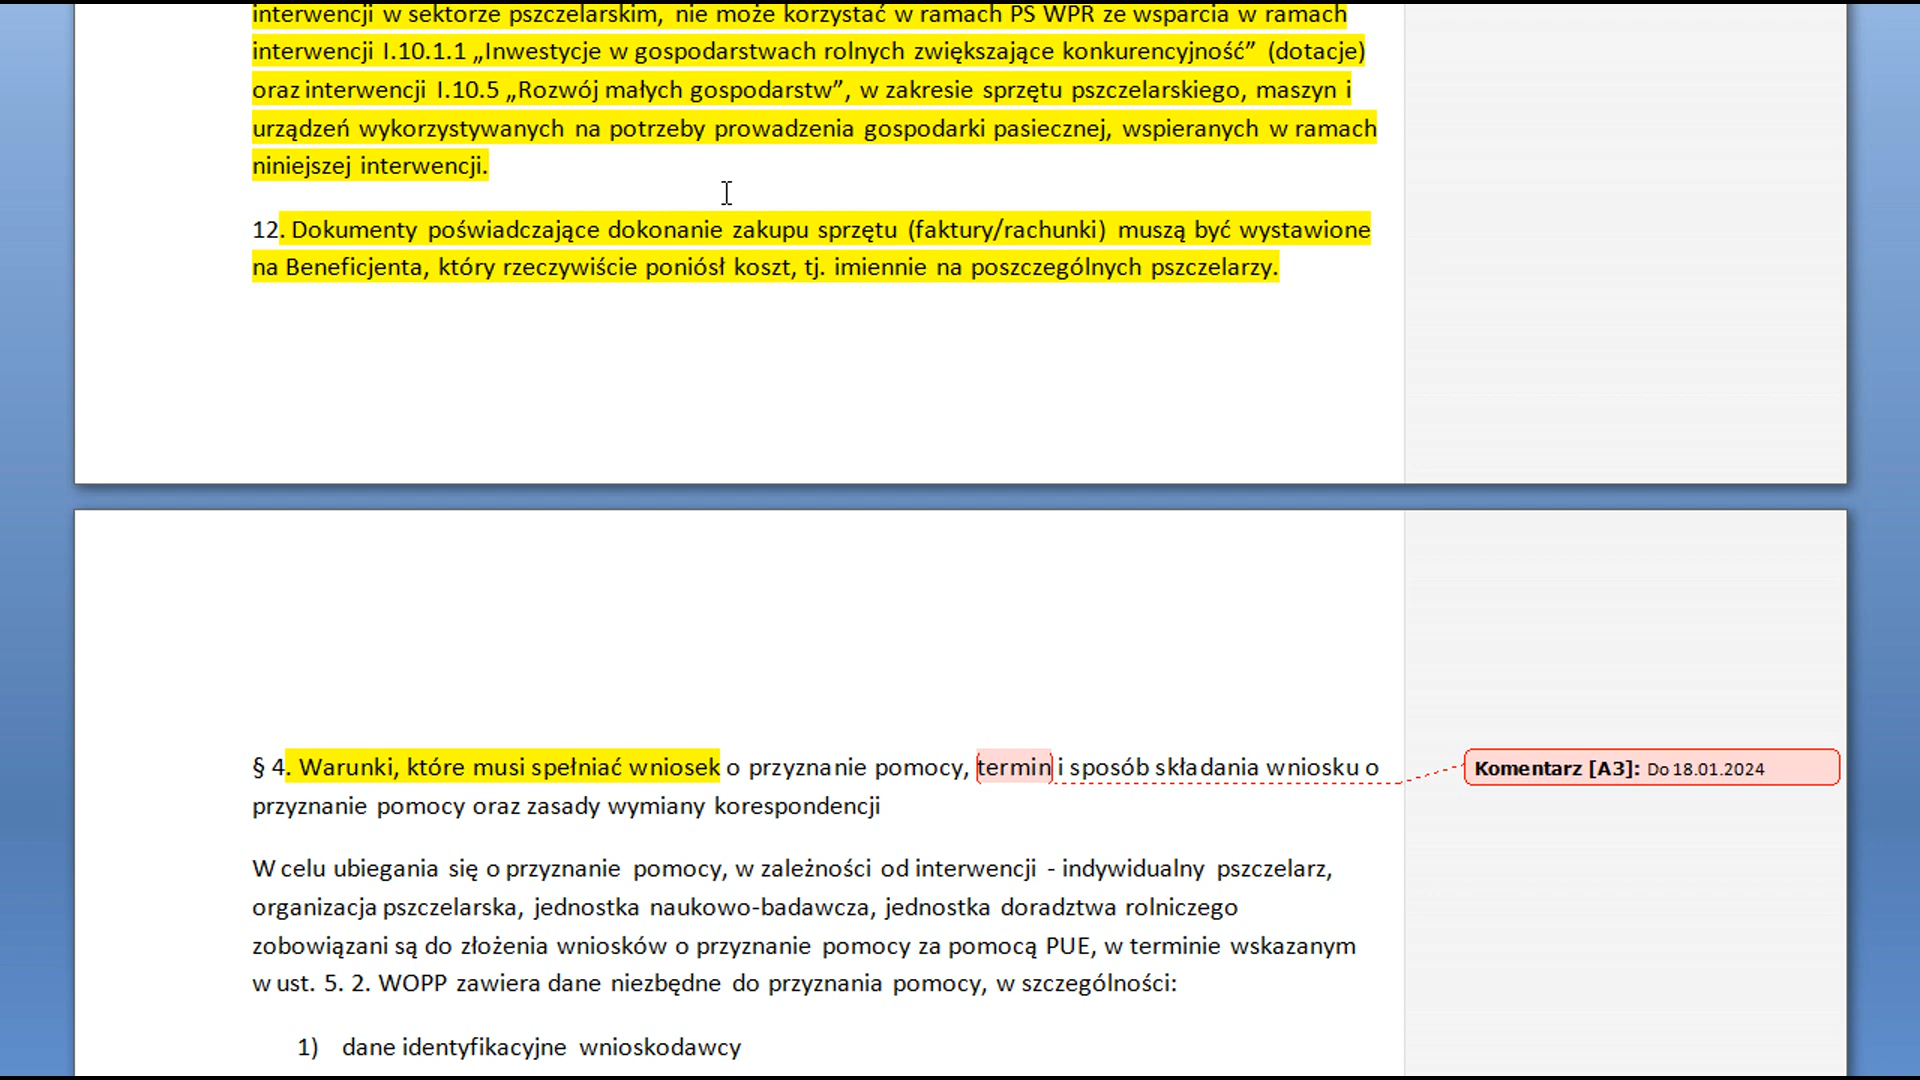 interwencji w sektorze pszczelarskim, nie może korzystać w ramach PS WPR ze wsparcia w ramach
interwencji I.10.1.1 „Inwestycje w gospodarstwach rolnych zwiększające konkurencyjność” (dotacje)
oraz interwencji I.10.5 „Rozwój małych gospodarstw”, w zakresie sprzętu pszczelarskiego, maszyn i
urządzeń wykorzystywanych na potrzeby prowadzenia gospodarki pasiecznej, wspieranych w ramach
niniejszej interwencji.
12. Dokumenty poświadczające dokonanie zakupu sprzętu (faktury/rachunki) muszą być wystawione
na Beneficjenta, który rzeczywiście poniósł koszt, tj. imiennie na poszczególnych pszczelarzy.
§ 4. Warunki, które musi spełniać wniosek o przyznanie pomocy, termin i sposób składania wniosku o
Komentarz [A3]: Do 18.01.2024
przyznanie pomocy oraz zasady wymiany korespondencji
W celu ubiegania się o przyznanie pomocy, w zależności od interwencji - indywidualny pszczelarz,
organizacja pszczelarska, jednostka naukowo-badawcza, jednostka doradztwa rolniczego
zobowiązani są do złożenia wniosków o przyznanie pomocy za pomocą PUE, w terminie wskazanym
w ust. 5. 2. WOPP zawiera dane niezbędne do przyznania pomocy, w szczególności:
1) dane identyfikacyjne wnioskodawcy